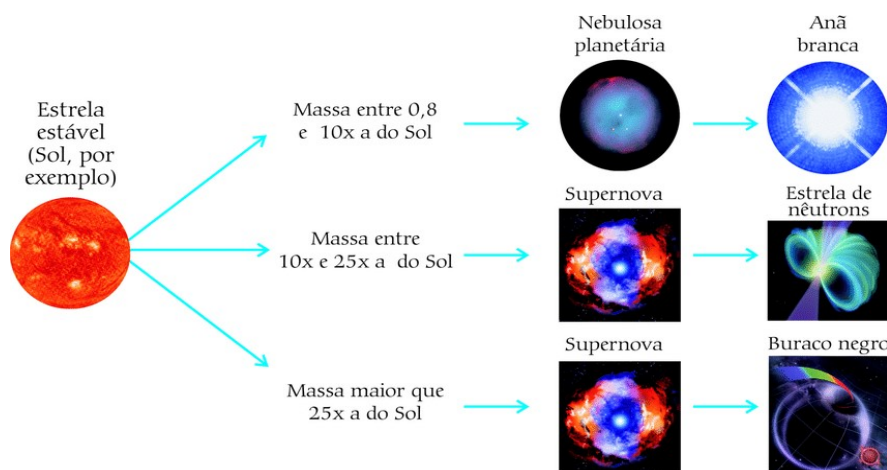 Estrela
estável
(Sol, por
exemplo)
Massa entre 0,8
e 10x a do Sol
Nebulosa
planetária
Anã
branca
Massa entre
10x e 25x a do Sol
Supernova
Estrela de
nêutrons
Massa maior que
25x a do Sol
Supernova
Buraco negro